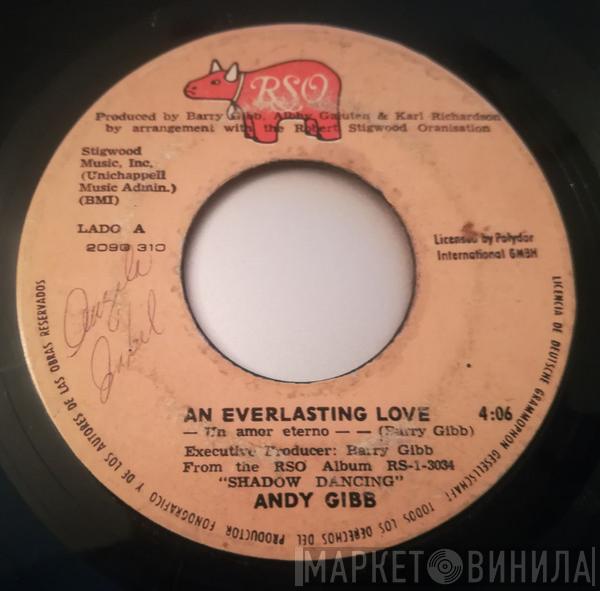 RSO
Produced by Barry Gibb, Albhy Galuten & Karl Richardson
by arrangement with the Robert Stigwood Oranisation
Stigwood
Music, Inc.
(Unichappell
Music Admin.)
(BMI)
LADO A
2090 310
Licensed by Polydor
International GMBH
AN EVERLASTING LOVE 4:06
— Un amor eterno — — (Barry Gibb)
Executive Producer: Barry Gibb
From the RSO Album RS-1-3034
"SHADOW DANCING"
ANDY GIBB
LICENCIA DE DEUTSCHE GRAMMOPHON GESELLSCHAFT TODOS LOS DERECHOS DEL PRODUCTOR FONOGRAFICO Y DE LOS AUTORES DE LAS OBRAS RESERVADOS
МАРКЕТ ВИНИЛА